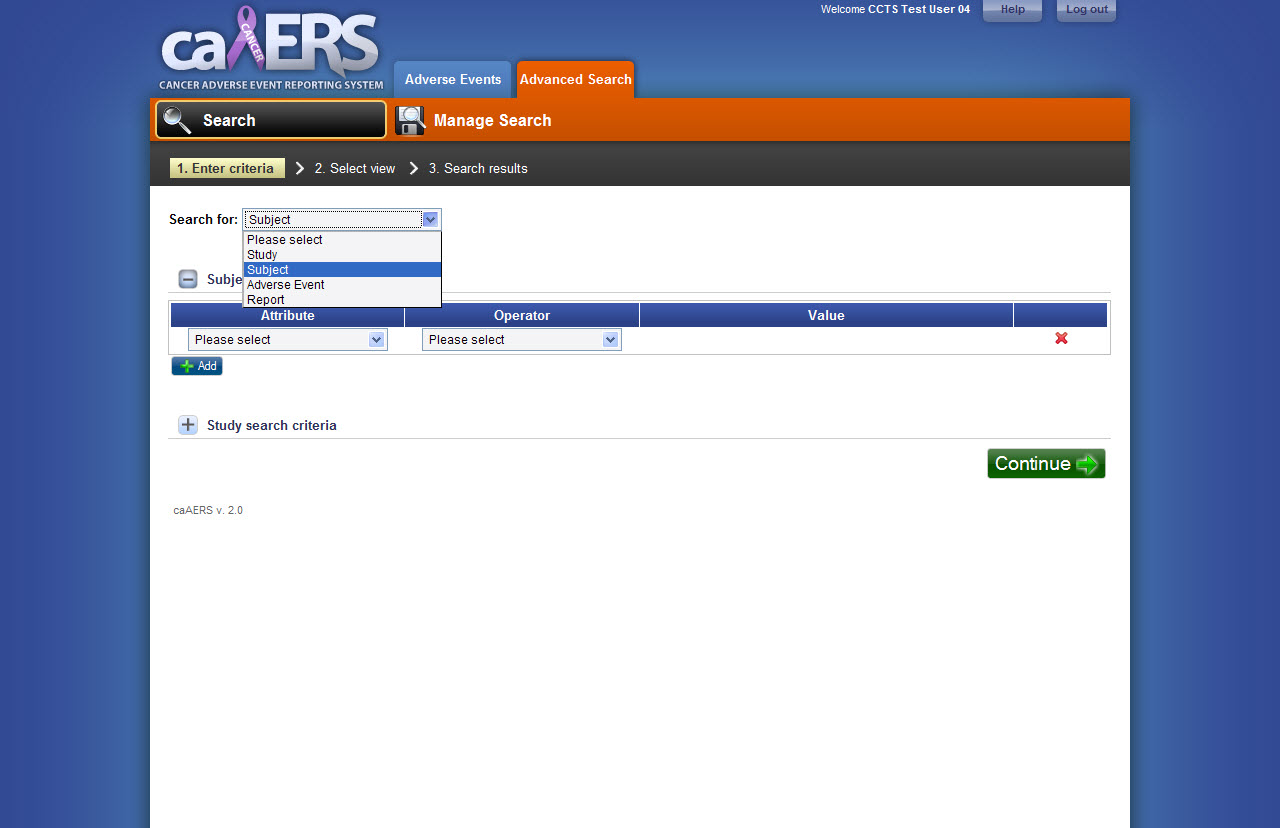 Welcome CCTS Test User 04 Help Log out
caAERS
CANCER
CANCER ADVERSE EVENT REPORTING SYSTEM
Adverse Events Advanced Search
Search Manage Search
1. Enter criteria 2. Select view 3. Search results
Search for: Subject
Please select
Study
Subject
Adverse Event
Report
Subje
Attribute Operator Value
Please select Please select
Add
Study search criteria
Continue
caAERS v. 2.0